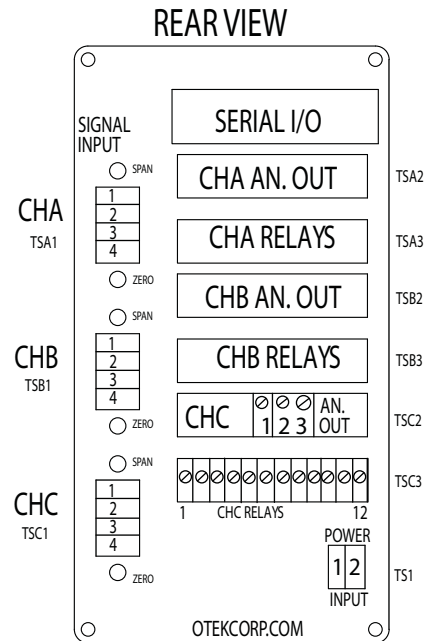 REAR VIEW
SERIAL I/O
SIGNAL
INPUT
SPAN
CHA AN. OUT
TSA2
CHA
TSA1
1
2
3
4
CHA RELAYS
TSA3
ZERO
CHB AN. OUT
TSB2
SPAN
CHB
TSB1
1
2
3
4
CHB RELAYS
TSB3
ZERO
CHC
1 2 3
AN.
OUT
TSC2
SPAN
CHC
TSC1
1
2
3
4
TSC3
1 CHC RELAYS 12
POWER
1 2
INPUT
TS1
ZERO
OTEKCORP.COM